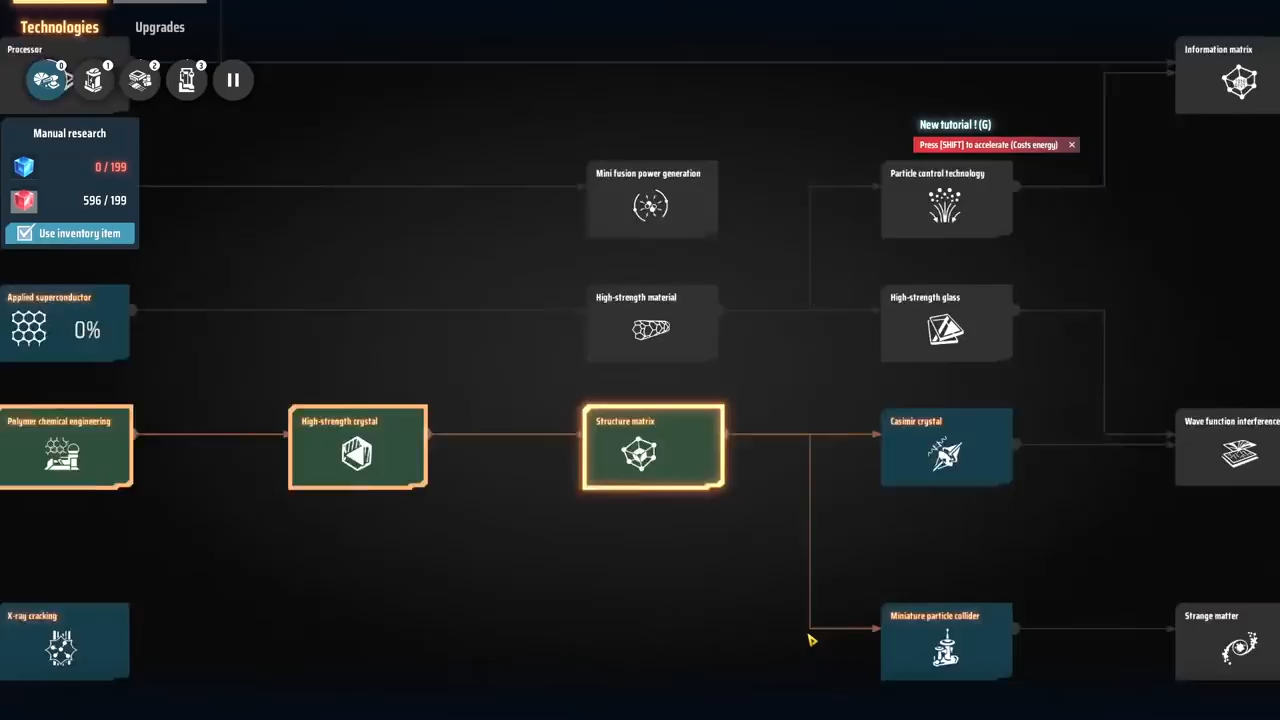 Technologies
Upgrades
Processor
0
1
2
3
Information matrix
Manual research
0 / 199
596 / 199
Use inventory item
New tutorial ! (G)
Press [SHIFT] to accelerate (Costs energy)
Mini fusion power generation
Particle control technology
Applied superconductor
0%
High-strength material
High-strength glass
Polymer chemical engineering
High-strength crystal
Structure matrix
Casimir crystal
Wave function interference
X-ray cracking
Miniature particle collider
Strange matter